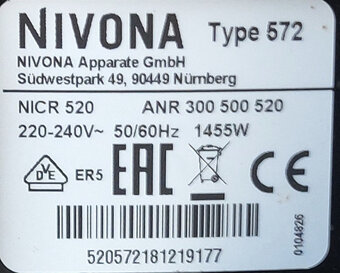 NIVONA Type 572
NIVONA Apparate GmbH
Südwestpark 49, 90449 Nürnberg
NICR 520 ANR 300 500 520
220-240V~ 50/60Hz 1455W
VDE ER5 EAC CE
520572181219177
0104826